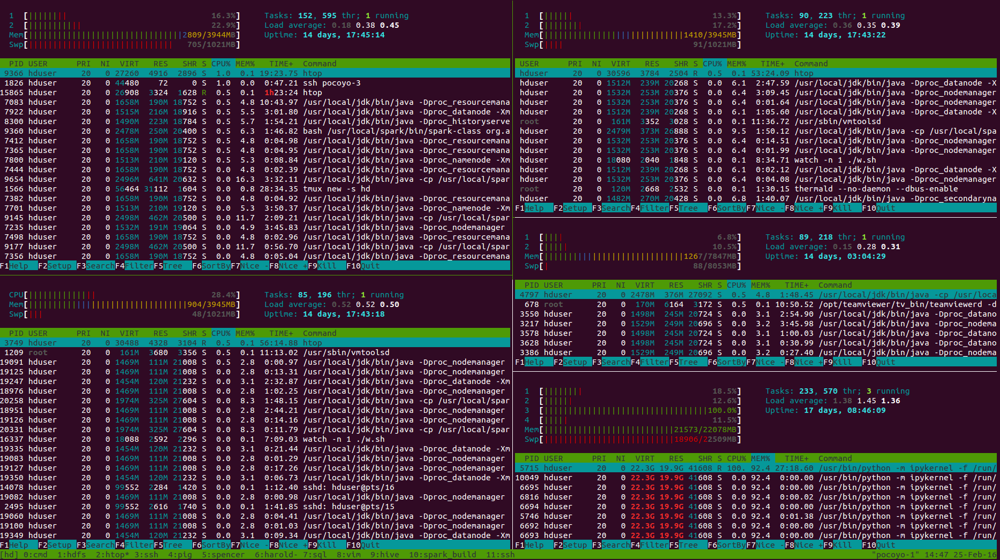 1 [|||||||| 16.3%] Tasks: 152, 595 thr; 1 running
2 [||||||||||| 22.9%] Load average: 0.18 0.38 0.45
Mem[||||||||||||||||||||||||||||||||2809/3944MB] Uptime: 14 days, 17:45:14
Swp[|||||||||||||||||||||||||||||| 705/1021MB]
PID USER PRI NI VIRT RES SHR S CPU% MEM% TIME+ Command
9366 hduser 20 0 27260 4916 2896 S 1.0 0.1 19:23.75 htop
1826 hduser 20 0 44480 72 0 S 1.0 0.0 0:47.21 ssh pocoyo-3
15865 hduser 20 0 26908 3324 1628 R 0.5 0.1 1h23:24 htop
7083 hduser 20 0 1658M 190M 18752 S 0.5 4.8 10:43.97 /usr/local/jdk/bin/java -Dproc_resourcemana
7922 hduser 20 0 1515M 216M 18916 S 0.5 5.5 3:01.80 /usr/local/jdk/bin/java -Dproc_datanode -Xm
8300 hduser 20 0 1490M 223M 18784 S 0.5 5.7 1:54.21 /usr/local/jdk/bin/java -Dproc_historyserve
9360 hduser 20 0 2478M 250M 20400 S 0.5 6.3 1:46.82 bash /usr/local/spark/bin/spark-class org.a
7412 hduser 20 0 1658M 190M 18752 S 0.5 4.8 0:04.98 /usr/local/jdk/bin/java -Dproc_resourcemana
7365 hduser 20 0 1658M 190M 18752 S 0.5 4.8 0:04.95 /usr/local/jdk/bin/java -Dproc_resourcemana
7800 hduser 20 0 1513M 210M 19120 S 0.5 5.3 0:08.84 /usr/local/jdk/bin/java -Dproc_namenode -Xm
7444 hduser 20 0 1658M 190M 18752 S 0.0 4.8 0:02.39 /usr/local/jdk/bin/java -Dproc_resourcemana
9654 hduser 20 0 2496M 641M 20632 S 0.0 16.3 3:32.11 /usr/local/jdk/bin/java -cp /usr/local/spar
1566 hduser 20 0 56464 31112 1604 S 0.0 0.8 28:34.35 tmux new -s hd
7382 hduser 20 0 1658M 190M 18752 S 0.0 4.8 0:04.92 /usr/local/jdk/bin/java -Dproc_resourcemana
7701 hduser 20 0 1513M 210M 19120 S 0.0 5.3 3:50.37 /usr/local/jdk/bin/java -Dproc_namenode -Xm
9145 hduser 20 0 2498M 462M 20500 S 0.0 11.7 2:09.21 /usr/local/jdk/bin/java -cp /usr/local/spar
7235 hduser 20 0 1532M 191M 19064 S 0.0 4.9 3:45.83 /usr/local/jdk/bin/java -Dproc_nodemanager
7498 hduser 20 0 1658M 190M 18752 S 0.0 4.8 0:02.96 /usr/local/jdk/bin/java -Dproc_resourcemana
9177 hduser 20 0 2498M 462M 20500 S 0.0 11.7 0:56.70 /usr/local/jdk/bin/java -cp /usr/local/spar
7356 hduser 20 0 1658M 190M 18752 S 0.0 4.8 0:05.04 /usr/local/jdk/bin/java -Dproc_resourcemana
F1Help F2Setup F3SearchF4FilterF5Tree F6SortByF7Nice -F8Nice +F9Kill F10Quit
CPU[|||||||||||||| 28.4%] Tasks: 85, 196 thr; 1 running
Mem[|||||||||||||||||||||||||||||||||904/3945MB] Load average: 0.52 0.52 0.50
Swp[||| 48/1021MB] Uptime: 14 days, 17:43:18
PID USER PRI NI VIRT RES SHR S CPU% MEM% TIME+ Command
3749 hduser 20 0 30488 4328 3104 R 0.5 0.1 56:14.88 htop
1209 root 20 0 161M 3680 3356 S 0.5 0.1 11:13.02 /usr/sbin/vmtoolsd
19091 hduser 20 0 1469M 111M 21008 S 0.5 2.8 0:00.97 /usr/local/jdk/bin/java -Dproc_nodemanager
19125 hduser 20 0 1469M 111M 21008 S 0.0 2.8 0:13.31 /usr/local/jdk/bin/java -Dproc_nodemanager
19247 hduser 20 0 1454M 120M 21232 S 0.0 3.1 2:32.87 /usr/local/jdk/bin/java -Dproc_datanode -Xm
18976 hduser 20 0 1469M 111M 21008 S 0.0 2.8 1:02.25 /usr/local/jdk/bin/java -Dproc_nodemanager
20258 hduser 20 0 1974M 325M 27604 S 0.0 8.3 1:48.15 /usr/local/jdk/bin/java -cp /usr/local/spar
18951 hduser 20 0 1469M 111M 21008 S 0.0 2.8 2:44.21 /usr/local/jdk/bin/java -Dproc_nodemanager
19126 hduser 20 0 1469M 111M 21008 S 0.0 2.8 0:14.16 /usr/local/jdk/bin/java -Dproc_nodemanager
20331 hduser 20 0 1974M 325M 27604 S 0.0 8.3 0:11.79 /usr/local/jdk/bin/java -cp /usr/local/spar
16337 hduser 20 0 18088 2592 2296 S 0.0 0.1 7:09.03 watch -n 1 ./w.sh
19335 hduser 20 0 1454M 120M 21232 S 0.0 3.1 0:21.44 /usr/local/jdk/bin/java -Dproc_datanode -Xm
19083 hduser 20 0 1469M 111M 21008 S 0.0 2.8 0:01.29 /usr/local/jdk/bin/java -Dproc_nodemanager
19127 hduser 20 0 1469M 111M 21008 S 0.0 2.8 0:17.26 /usr/local/jdk/bin/java -Dproc_nodemanager
19350 hduser 20 0 1454M 120M 21232 S 0.0 3.1 0:06.73 /usr/local/jdk/bin/java -Dproc_datanode -Xm
14078 hduser 20 0 99552 2284 1420 S 0.0 0.1 1:12.40 sshd: hduser@pts/16
19082 hduser 20 0 1469M 111M 21008 S 0.0 2.8 0:00.98 /usr/local/jdk/bin/java -Dproc_nodemanager
2495 hduser 20 0 99552 2616 1740 S 0.0 0.1 1:41.85 sshd: hduser@pts/15
19060 hduser 20 0 1469M 111M 21008 S 0.0 2.8 0:04.41 /usr/local/jdk/bin/java -Dproc_nodemanager
19100 hduser 20 0 1469M 111M 21008 S 0.0 2.8 0:01.03 /usr/local/jdk/bin/java -Dproc_nodemanager
19349 hduser 20 0 1454M 120M 21232 S 0.0 3.1 0:09.34 /usr/local/jdk/bin/java -Dproc_datanode -Xm
F1Help F2Setup F3SearchF4FilterF5Tree F6SortByF7Nice -F8Nice +F9Kill F10Quit
1 [|||||| 13.3%] Tasks: 90, 223 thr; 1 running
2 [|||||||| 17.2%] Load average: 0.36 0.35 0.39
Mem[|||||||||||||||||||||||||||||1410/3945MB] Uptime: 14 days, 17:43:22
Swp[|||| 91/1021MB]
USER PRI NI VIRT RES SHR S CPU% MEM% TIME+ Command
hduser 20 0 30596 3784 2504 R 0.5 0.1 53:24.09 htop
hduser 20 0 1512M 239M 20268 S 0.0 6.1 2:47.59 /usr/local/jdk/bin/java -Dproc_datanode -X
hduser 20 0 1532M 253M 20376 S 0.0 6.4 3:09.45 /usr/local/jdk/bin/java -Dproc_nodemanager
hduser 20 0 1532M 253M 20376 S 0.0 6.4 0:01.64 /usr/local/jdk/bin/java -Dproc_nodemanager
hduser 20 0 1512M 239M 20268 S 0.0 6.1 1:05.60 /usr/local/jdk/bin/java -Dproc_datanode -X
root 20 0 161M 3352 3028 S 0.0 0.1 11:36.72 /usr/sbin/vmtoolsd
hduser 20 0 2479M 373M 26888 S 0.0 9.5 1:50.12 /usr/local/jdk/bin/java -cp /usr/local/spa
hduser 20 0 1532M 253M 20376 S 0.0 6.4 0:14.51 /usr/local/jdk/bin/java -Dproc_nodemanager
hduser 20 0 1532M 253M 20376 S 0.0 6.4 0:01.99 /usr/local/jdk/bin/java -Dproc_nodemanager
hduser 20 0 18080 2040 1848 S 0.0 0.1 8:34.71 watch -n 1 ./w.sh
hduser 20 0 1512M 239M 20268 S 0.0 6.1 0:02.12 /usr/local/jdk/bin/java -Dproc_datanode -X
hduser 20 0 1532M 253M 20376 S 0.0 6.4 0:04.08 /usr/local/jdk/bin/java -Dproc_nodemanager
root 20 0 120M 2668 2532 S 0.0 0.1 1:30.15 thermald --no-daemon --dbus-enable
hduser 20 0 1482M 270M 20428 S 0.0 6.8 1:40.07 /usr/local/jdk/bin/java -Dproc_secondaryna
F1Help F2Setup F3SearchF4FilterF5Tree F6SortByF7Nice -F8Nice +F9Kill F10Quit
1 [|||| 6.8%] Tasks: 89, 218 thr; 1 running
2 [||||| 10.5%] Load average: 0.15 0.28 0.31
Mem[|||||||||||||||||||||||||||||1267/7847MB] Uptime: 14 days, 03:04:29
Swp[| 88/8053MB]
PID USER PRI NI VIRT RES SHR S CPU% MEM% TIME+ Command
4797 hduser 20 0 2478M 376M 27092 S 0.5 4.8 1:48.45 /usr/local/jdk/bin/java -cp /usr/loca
678 root 20 0 170M 6164 3172 S 0.5 0.1 10:50.52 /opt/teamviewer/tv_bin/teamviewerd -d
3550 hduser 20 0 1498M 245M 20724 S 0.0 3.1 2:54.90 /usr/local/jdk/bin/java -Dproc_datano
3217 hduser 20 0 1529M 249M 20696 S 0.0 3.2 3:45.98 /usr/local/jdk/bin/java -Dproc_nodema
3578 hduser 20 0 1498M 245M 20724 S 0.0 3.1 1:00.03 /usr/local/jdk/bin/java -Dproc_datano
3628 hduser 20 0 1498M 245M 20724 S 0.0 3.1 0:30.99 /usr/local/jdk/bin/java -Dproc_datano
3386 hduser 20 0 1529M 249M 20696 S 0.0 3.2 0:27.40 /usr/local/jdk/bin/java -Dproc_nodema
F1Help F2Setup F3SearchF4FilterF5Tree F6SortByF7Nice -F8Nice +F9Kill F10Quit
1 [|||||||| 18.5%] Tasks: 233, 570 thr; 3 running
2 [|||||| 12.6%] Load average: 1.38 1.45 1.36
3 [||||||||||||||||||||||||||||||||||100.0%] Uptime: 17 days, 08:46:09
4 [||||| 11.5%]
Mem[|||||||||||||||||||||||||||21573/22078MB]
Swp[|||||||||||||||||||||||||||18906/22509MB]
PID USER PRI NI VIRT RES SHR S CPU% MEM% TIME+ Command
5715 hduser 20 0 22.3G 19.9G 41608 R 100. 92.4 27:18.60 /usr/bin/python -m ipykernel -f /run/
10049 hduser 20 0 22.3G 19.9G 41608 S 0.0 92.4 0:00.00 /usr/bin/python -m ipykernel -f /run/
6695 hduser 20 0 22.3G 19.9G 41608 S 0.0 92.4 0:00.00 /usr/bin/python -m ipykernel -f /run/
6816 hduser 20 0 22.3G 19.9G 41608 S 0.0 92.4 0:00.02 /usr/bin/python -m ipykernel -f /run/
6694 hduser 20 0 22.3G 19.9G 41608 S 0.0 92.4 0:00.00 /usr/bin/python -m ipykernel -f /run/
5746 hduser 20 0 22.3G 19.9G 41608 S 0.0 92.4 0:01.38 /usr/bin/python -m ipykernel -f /run/
6692 hduser 20 0 22.3G 19.9G 41608 S 0.0 92.4 0:00.00 /usr/bin/python -m ipykernel -f /run/
6693 hduser 20 0 22.3G 19.9G 41608 S 0.0 92.4 0:00.00 /usr/bin/python -m ipykernel -f /run/
F1Help F2Setup F3SearchF4FilterF5Tree F6SortByF7Nice -F8Nice +F9Kill F10Quit
[hd] 0:cmd 1:hdfs 2:htop* 3:ssh 4:pig 5:spencer 6:harold- 7:sql 8:vim 9:hive 10:spark_build 11:ssh "pocoyo-1" 14:47 25-Feb-16